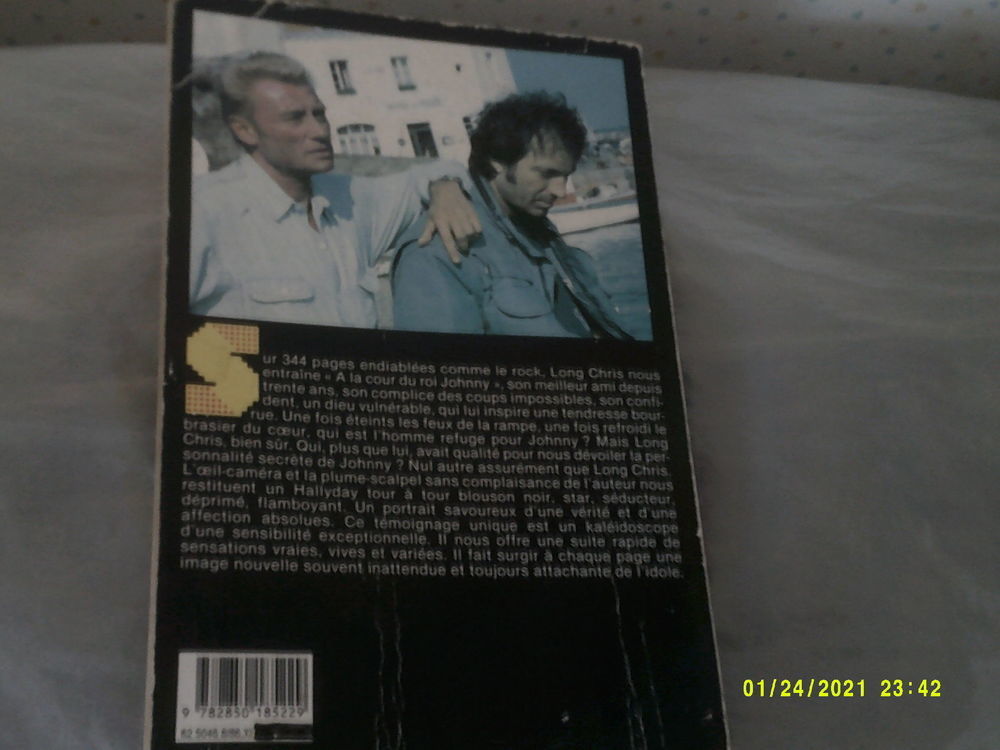 Sur 344 pages endiablées comme le rock, Long Chris nous
entraîne « A la cour du roi Johnny », son meilleur ami depuis
trente ans, son complice des coups impossibles, son confi-
dent, un dieu vulnérable, qui lui inspire une tendresse bour-
rue. Une fois éteints les feux de la rampe, une fois refroidi le
brasier du cœur, qui est l'homme refuge pour Johnny ? Mais Long
Chris, bien sûr. Qui, plus que lui, avait qualité pour nous dévoiler la per-
sonnalité secrète de Johnny ? Nul autre assurément que Long Chris.
L'œil-caméra et la plume-scalpel sans complaisance de l'auteur nous
restituent un Hallyday tour à tour blouson noir, star, séducteur,
déprimé, flamboyant. Un portrait savoureux d'une vérité et d'une
affection absolues. Ce témoignage unique est un kaléidoscope
d'une sensibilité exceptionnelle. Il nous offre une suite rapide de
sensations vraies, vives et variées. Il fait surgir à chaque page une
image nouvelle souvent inattendue et toujours attachante de l'idole.
9 782850 185229
62 5046 6/86
01/24/2021 23:42